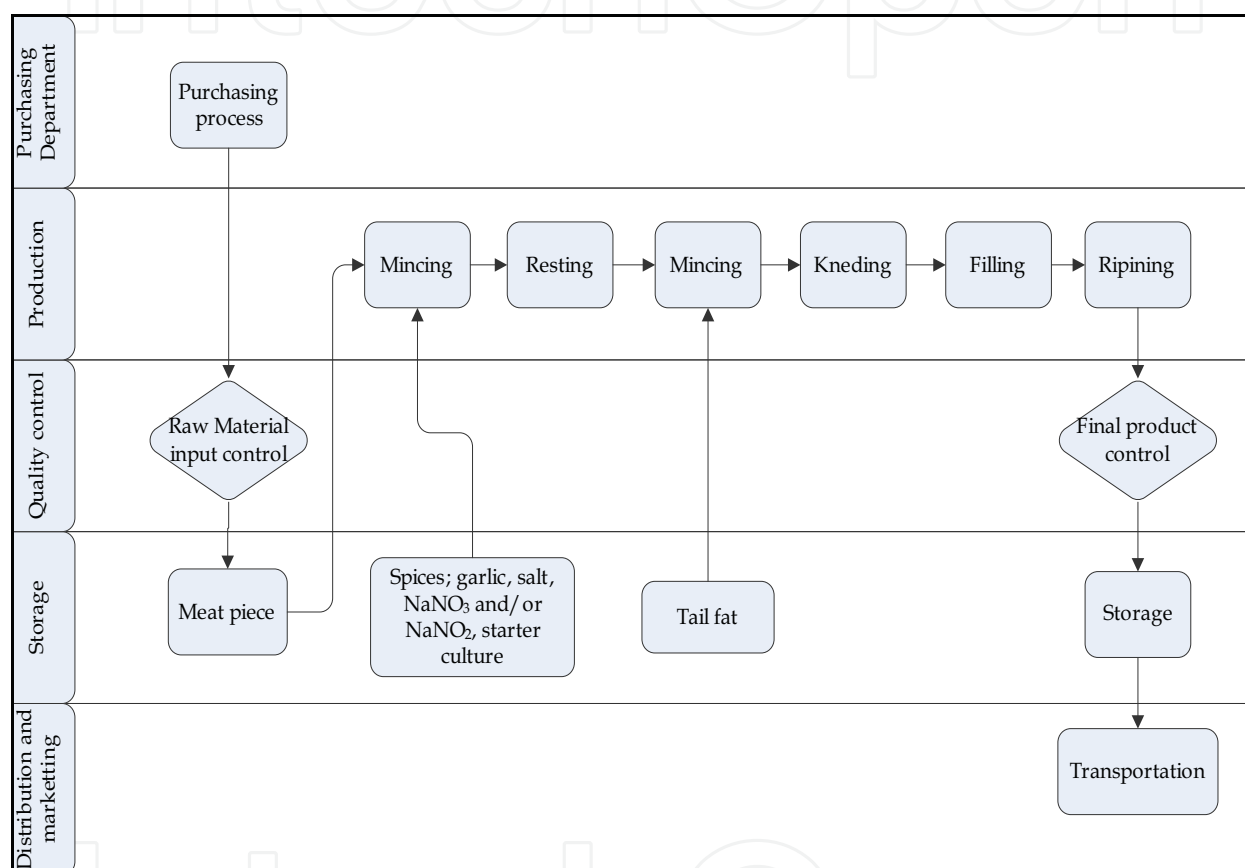 Purchasing
Department
Purchasing
process
Production
Mincing
Resting
Mincing
Kneding
Filling
Ripining
Quality control
Raw Material
input control
Final product
control
Storage
Meat piece
Spices; garlic, salt,
NaNO₃ and/or
NaNO₂, starter
culture
Tail fat
Storage
Distribution and
marketting
Transportation